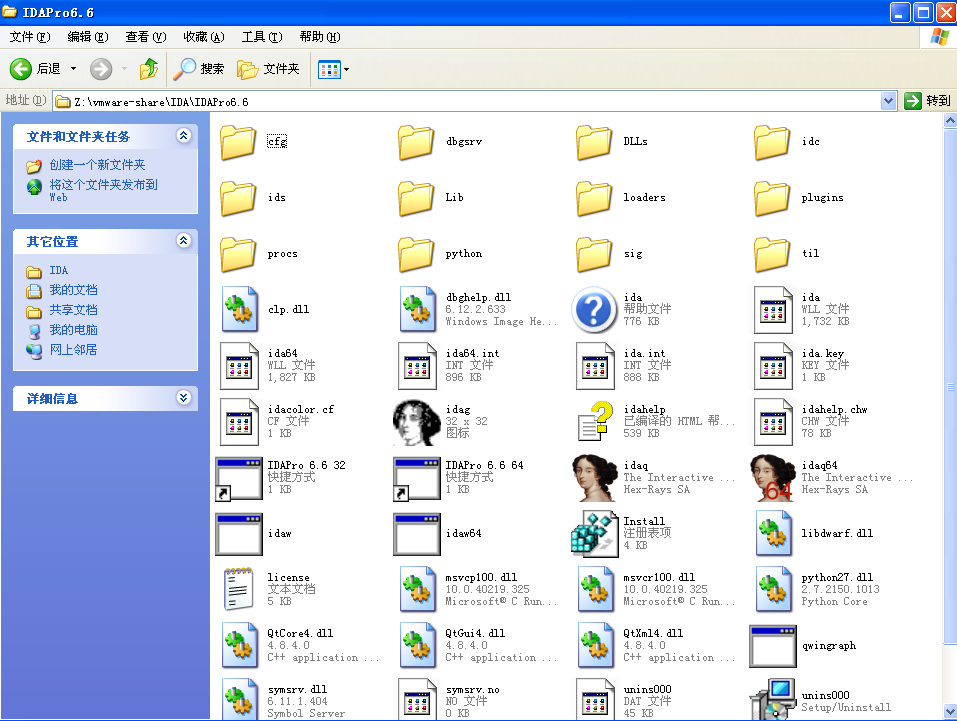 IDAPro6.6
文件(F) 编辑(E) 查看(V) 收藏(A) 工具(T) 帮助(H)
后退 搜索 文件夹
地址(D) Z:\vmware-share\IDA\IDAPro6.6 转到
文件和文件夹任务
创建一个新文件夹
将这个文件夹发布到
Web
其它位置
IDA
我的文档
共享文档
我的电脑
网上邻居
详细信息
cfg
dbgsrv
DLLs
idc
ids
Lib
loaders
plugins
procs
python
sig
til
clp.dll
dbghelp.dll
6.12.2.633
Windows Image He...
ida
帮助文件
776 KB
ida
WLL 文件
1,732 KB
ida64
WLL 文件
1,827 KB
ida64.int
INT 文件
896 KB
ida.int
INT 文件
888 KB
ida.key
KEY 文件
1 KB
idacolor.cf
CF 文件
1 KB
idag
32 x 32
图标
idahelp
已编译的 HTML 帮...
539 KB
idahelp.chw
CHW 文件
78 KB
IDAPro 6.6 32
快捷方式
1 KB
IDAPro 6.6 64
快捷方式
1 KB
idaq
The Interactive ...
Hex-Rays SA
64
idaq64
The Interactive ...
Hex-Rays SA
idaw
idaw64
Install
注册表项
4 KB
libdwarf.dll
license
文本文档
5 KB
msvcp100.dll
10.0.40219.325
Microsoft® C Run...
msvcr100.dll
10.0.40219.325
Microsoft® C Run...
python27.dll
2.7.2150.1013
Python Core
QtCore4.dll
4.8.4.0
C++ application....
QtGui4.dll
4.8.4.0
C++ application ...
QtXml4.dll
4.8.4.0
C++ application ...
qwingraph
symsrv.dll
6.11.1.404
Symbol Server
symsrv.no
NO 文件
0 KB
unins000
DAT 文件
45 KB
unins000
Setup/Uninstall